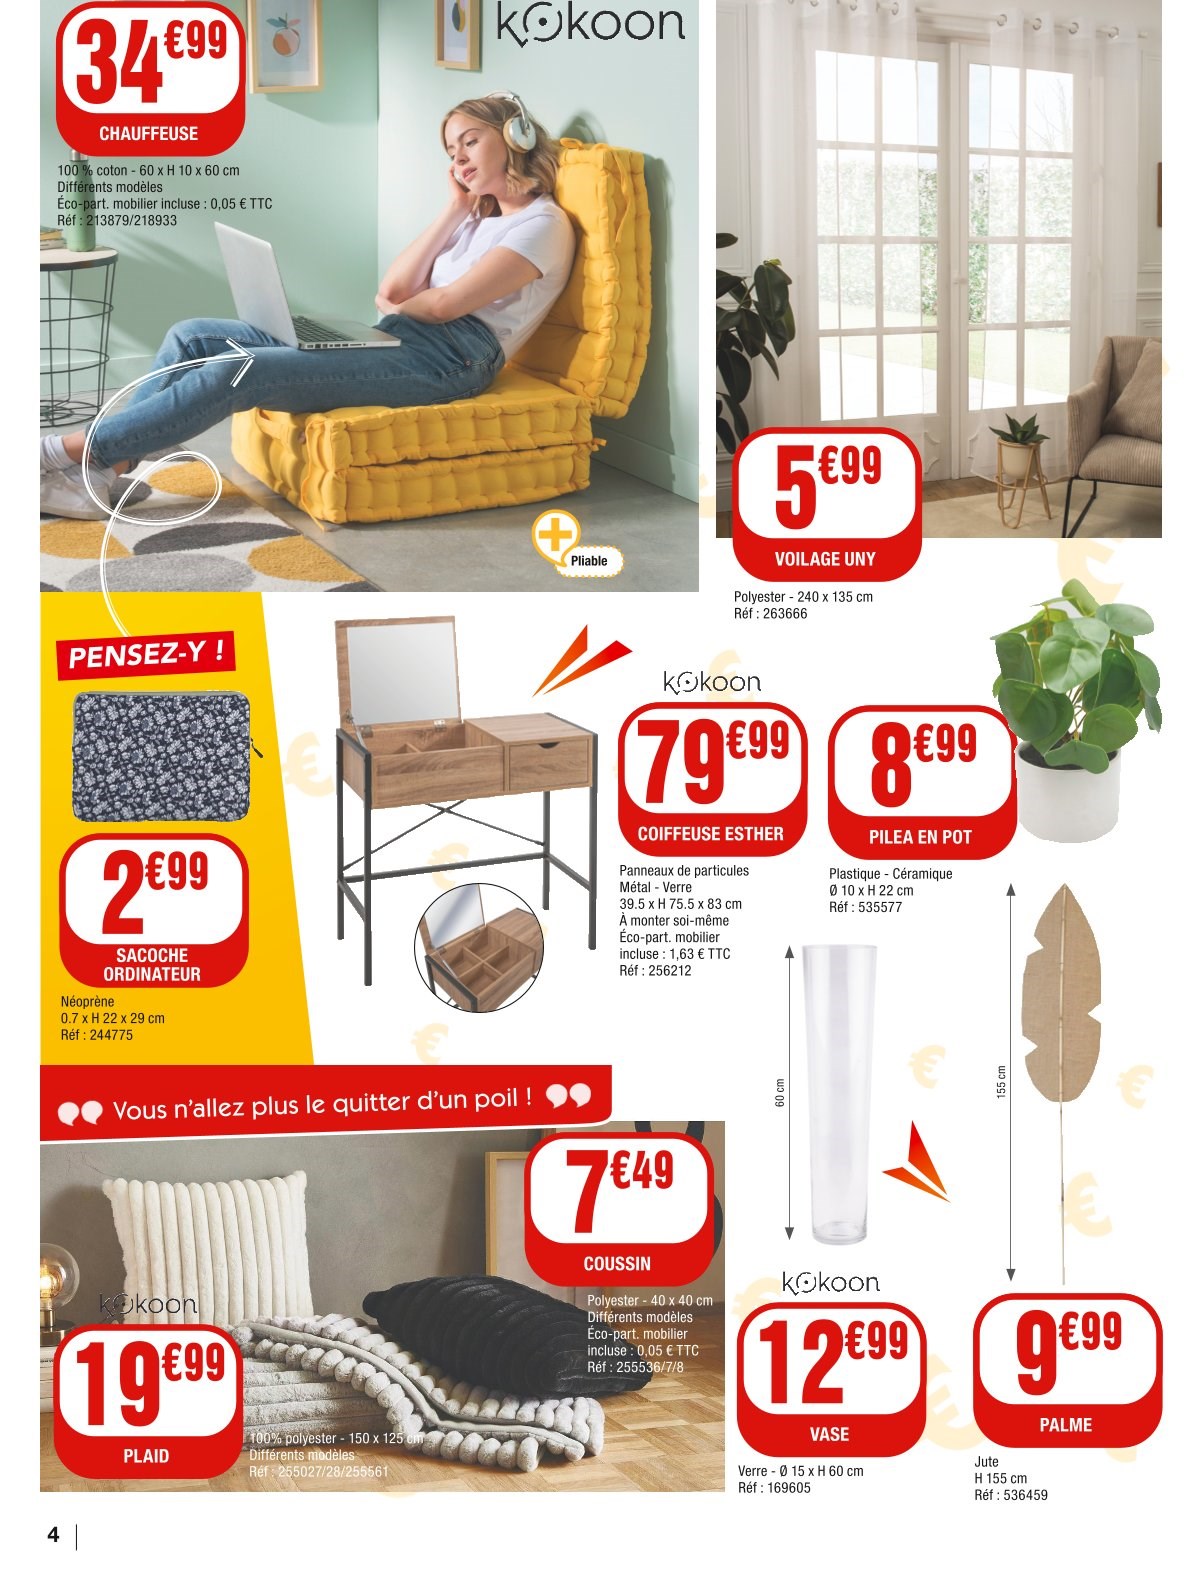 kokoon
34€99
CHAUFFEUSE
100 % coton - 60 x H 10 x 60 cm
Différents modèles
Éco-part. mobilier incluse : 0,05 € TTC
Réf : 213879/218933
Pliable
5€99
VOILAGE UNY
Polyester - 240 x 135 cm
Réf : 263666
PENSEZ-Y !
2€99
SACOCHE
ORDINATEUR
Néoprène
0.7 x H 22 x 29 cm
Réf : 244775
kokoon
79€99
COIFFEUSE ESTHER
Panneaux de particules
Métal - Verre
39.5 x H 75.5 x 83 cm
À monter soi-même
Éco-part. mobilier
incluse : 1,63 € TTC
Réf : 256212
8€99
PILEA EN POT
Plastique - Céramique
Ø 10 x H 22 cm
Réf : 535577
Vous n'allez plus le quitter d'un poil !
7€49
COUSSIN
Polyester - 40 x 40 cm
Différents modèles
Éco-part. mobilier
incluse : 0,05 € TTC
Réf : 255536/7/8
kokoon
19€99
PLAID
100% polyester - 150 x 125 cm
Différents modèles
Réf : 255027/28/255561
60 cm
kokoon
12€99
VASE
Verre - Ø 15 x H 60 cm
Réf : 169605
155 cm
9€99
PALME
Jute
H 155 cm
Réf : 536459
4